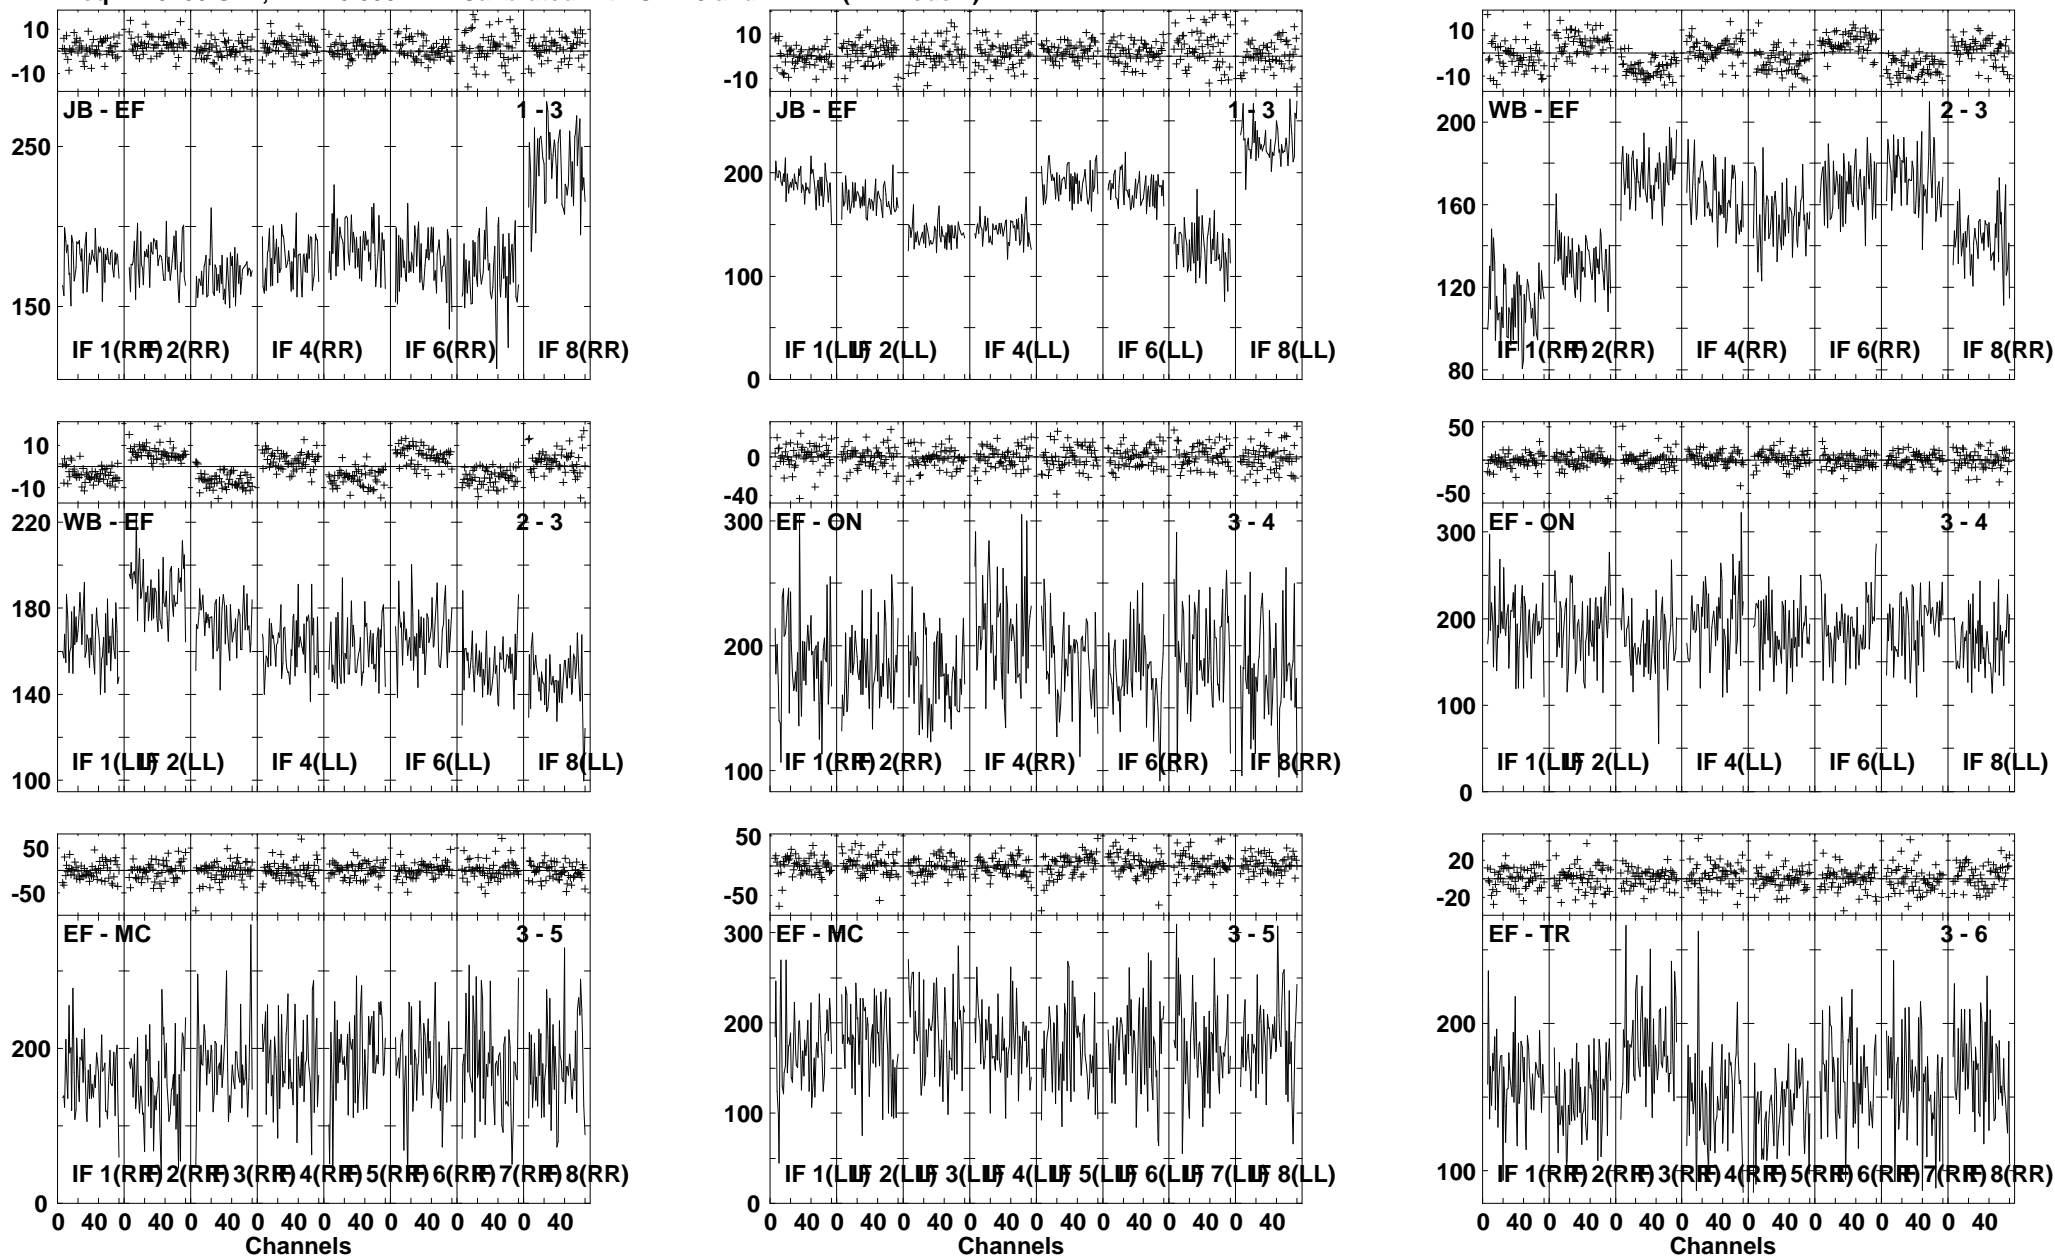 10
-10
JB - EF 1 - 3
250
150
IF 1(RR) IF 2(RR) IF 4(RR) IF 6(RR) IF 8(RR)
10
-10
JB - EF 1 - 3
200
100
0
IF 1(LL) IF 2(LL) IF 4(LL) IF 6(LL) IF 8(LL)
10
-10
WB - EF 2 - 3
200
160
120
80
IF 1(RR) IF 2(RR) IF 4(RR) IF 6(RR) IF 8(RR)
10
-10
WB - EF 2 - 3
220
180
140
100
IF 1(LL) IF 2(LL) IF 4(LL) IF 6(LL) IF 8(LL)
0
-40
EF - ON 3 - 4
300
200
100
IF 1(RR) IF 2(RR) IF 4(RR) IF 6(RR) IF 8(RR)
50
-50
EF - ON 3 - 4
300
200
100
0
IF 1(LL) IF 2(LL) IF 4(LL) IF 6(LL) IF 8(LL)
50
-50
EF - MC 3 - 5
200
0
IF 1(RR) IF 2(RR) IF 3(RR) IF 4(RR) IF 5(RR) IF 6(RR) IF 7(RR) IF 8(RR)
0 40 0 40 0 40 0 40 0 40 0 40 0 40 0 40
Channels
50
-50
EF - MC 3 - 5
300
200
100
0
IF 1(LL) IF 2(LL) IF 3(LL) IF 4(LL) IF 5(LL) IF 6(LL) IF 7(LL) IF 8(LL)
0 40 0 40 0 40 0 40 0 40 0 40 0 40 0 40
Channels
20
-20
EF - TR 3 - 6
200
100
IF 1(RR) IF 2(RR) IF 3(RR) IF 4(RR) IF 5(RR) IF 6(RR) IF 7(RR) IF 8(RR)
0 40 0 40 0 40 0 40 0 40 0 40 0 40 0 40
Channels